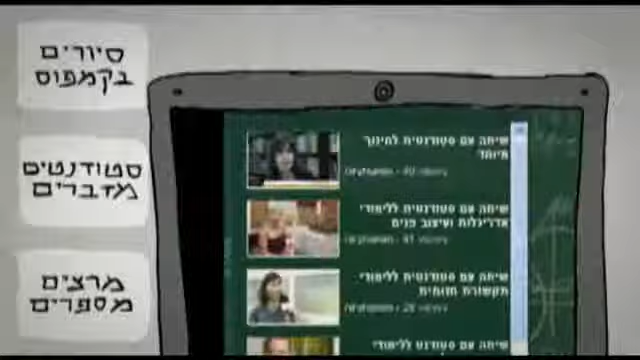 סיורים
בקמפוס
סטודנטים
מדברים
מרצים
מספרים
שיחה עם סטודנטית לחינוך
מיוחד
שיחה עם סטודנטית ללימודי
אדריכלות ועיצוב פנים
שיחה עם סטודנטית ללימודי
תקשורת חזותית
שיחה עם סטודנט ללימודי